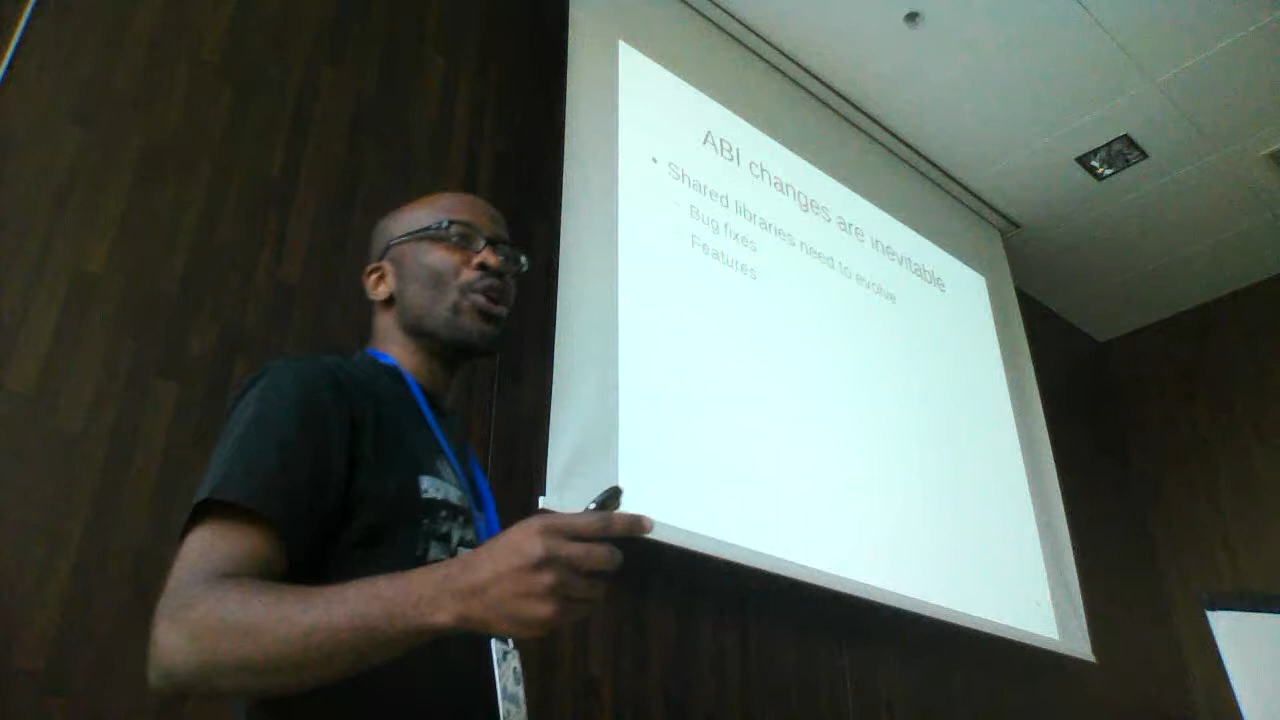 ABI changes are inevitable
• Shared libraries need to evolve
– Bug fixes
Features